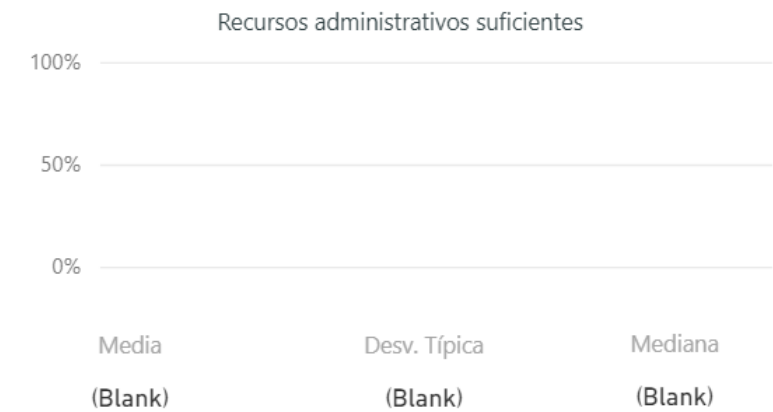 Recursos administrativos suficientes
100%
50%
0%
Media Desv. Típica Mediana
(Blank) (Blank) (Blank)